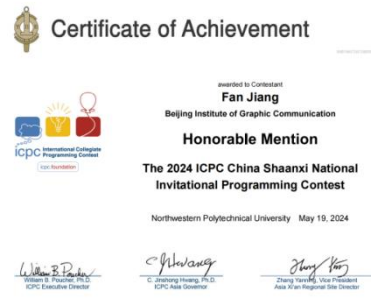 Certificate of Achievement
awarded to Contestant
Fan Jiang
Beijing Institute of Graphic Communication
Honorable Mention
The 2024 ICPC China Shaanxi National
Invitational Programming Contest
Northwestern Polytechnical University May 19, 2024
icpc International Collegiate
Programming Contest
icpc foundation
William B. Poucher, Ph.D.
ICPC Executive Director
C. Jinshong Hwang, Ph.D.
ICPC Asia Governor
Zhang Yanning, Vice President
Asia Xi'an Regional Site Director